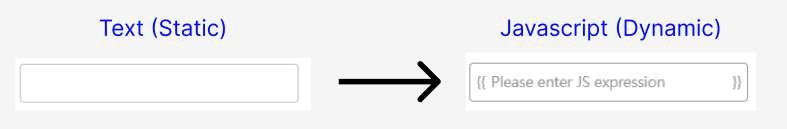 Text (Static)
Javascript (Dynamic)
{{ Please enter JS expression }}